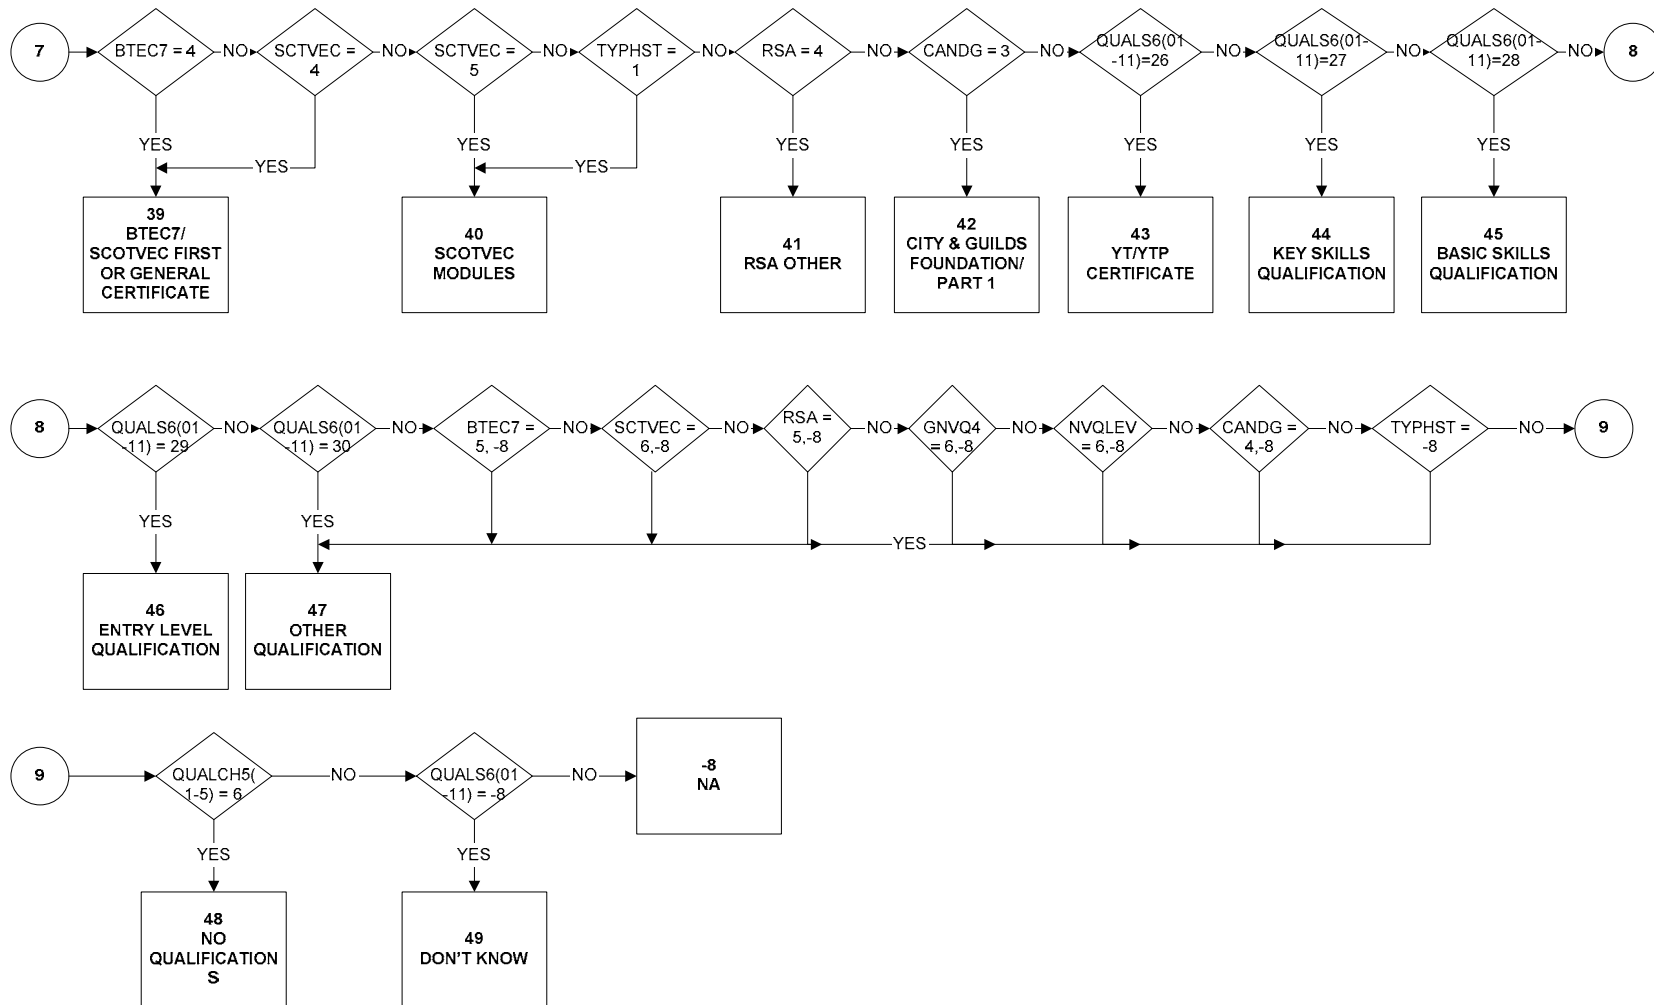 7
BTEC7 = 4
NO
SCTVEC =
4
NO
SCTVEC =
5
NO
TYPHST =
1
NO
RSA = 4
NO
CANDG = 3
NO
QUALS6(01
-11)=26
NO
QUALS6(01-
11)=27
NO
QUALS6(01-
11)=28
NO
8
YES
YES
YES
YES
YES
YES
YES
YES
YES
39
BTEC7/
SCOTVEC FIRST
OR GENERAL
CERTIFICATE
40
SCOTVEC
MODULES
41
RSA OTHER
42
CITY & GUILDS
FOUNDATION/
PART 1
43
YT/YTP
CERTIFICATE
44
KEY SKILLS
QUALIFICATION
45
BASIC SKILLS
QUALIFICATION
8
QUALS6(01
-11) = 29
NO
QUALS6(01
-11) = 30
NO
BTEC7 =
5, -8
NO
SCTVEC =
6,-8
NO
RSA =
5,-8
NO
GNVQ4
= 6,-8
NO
NVQLEV
= 6,-8
NO
CANDG =
4,-8
NO
TYPHST =
-8
NO
9
YES
YES
YES
46
ENTRY LEVEL
QUALIFICATION
47
OTHER
QUALIFICATION
9
QUALCH5(
1-5) = 6
NO
QUALS6(01
-11) = -8
NO
-8
NA
YES
YES
48
NO
QUALIFICATION
S
49
DON'T KNOW